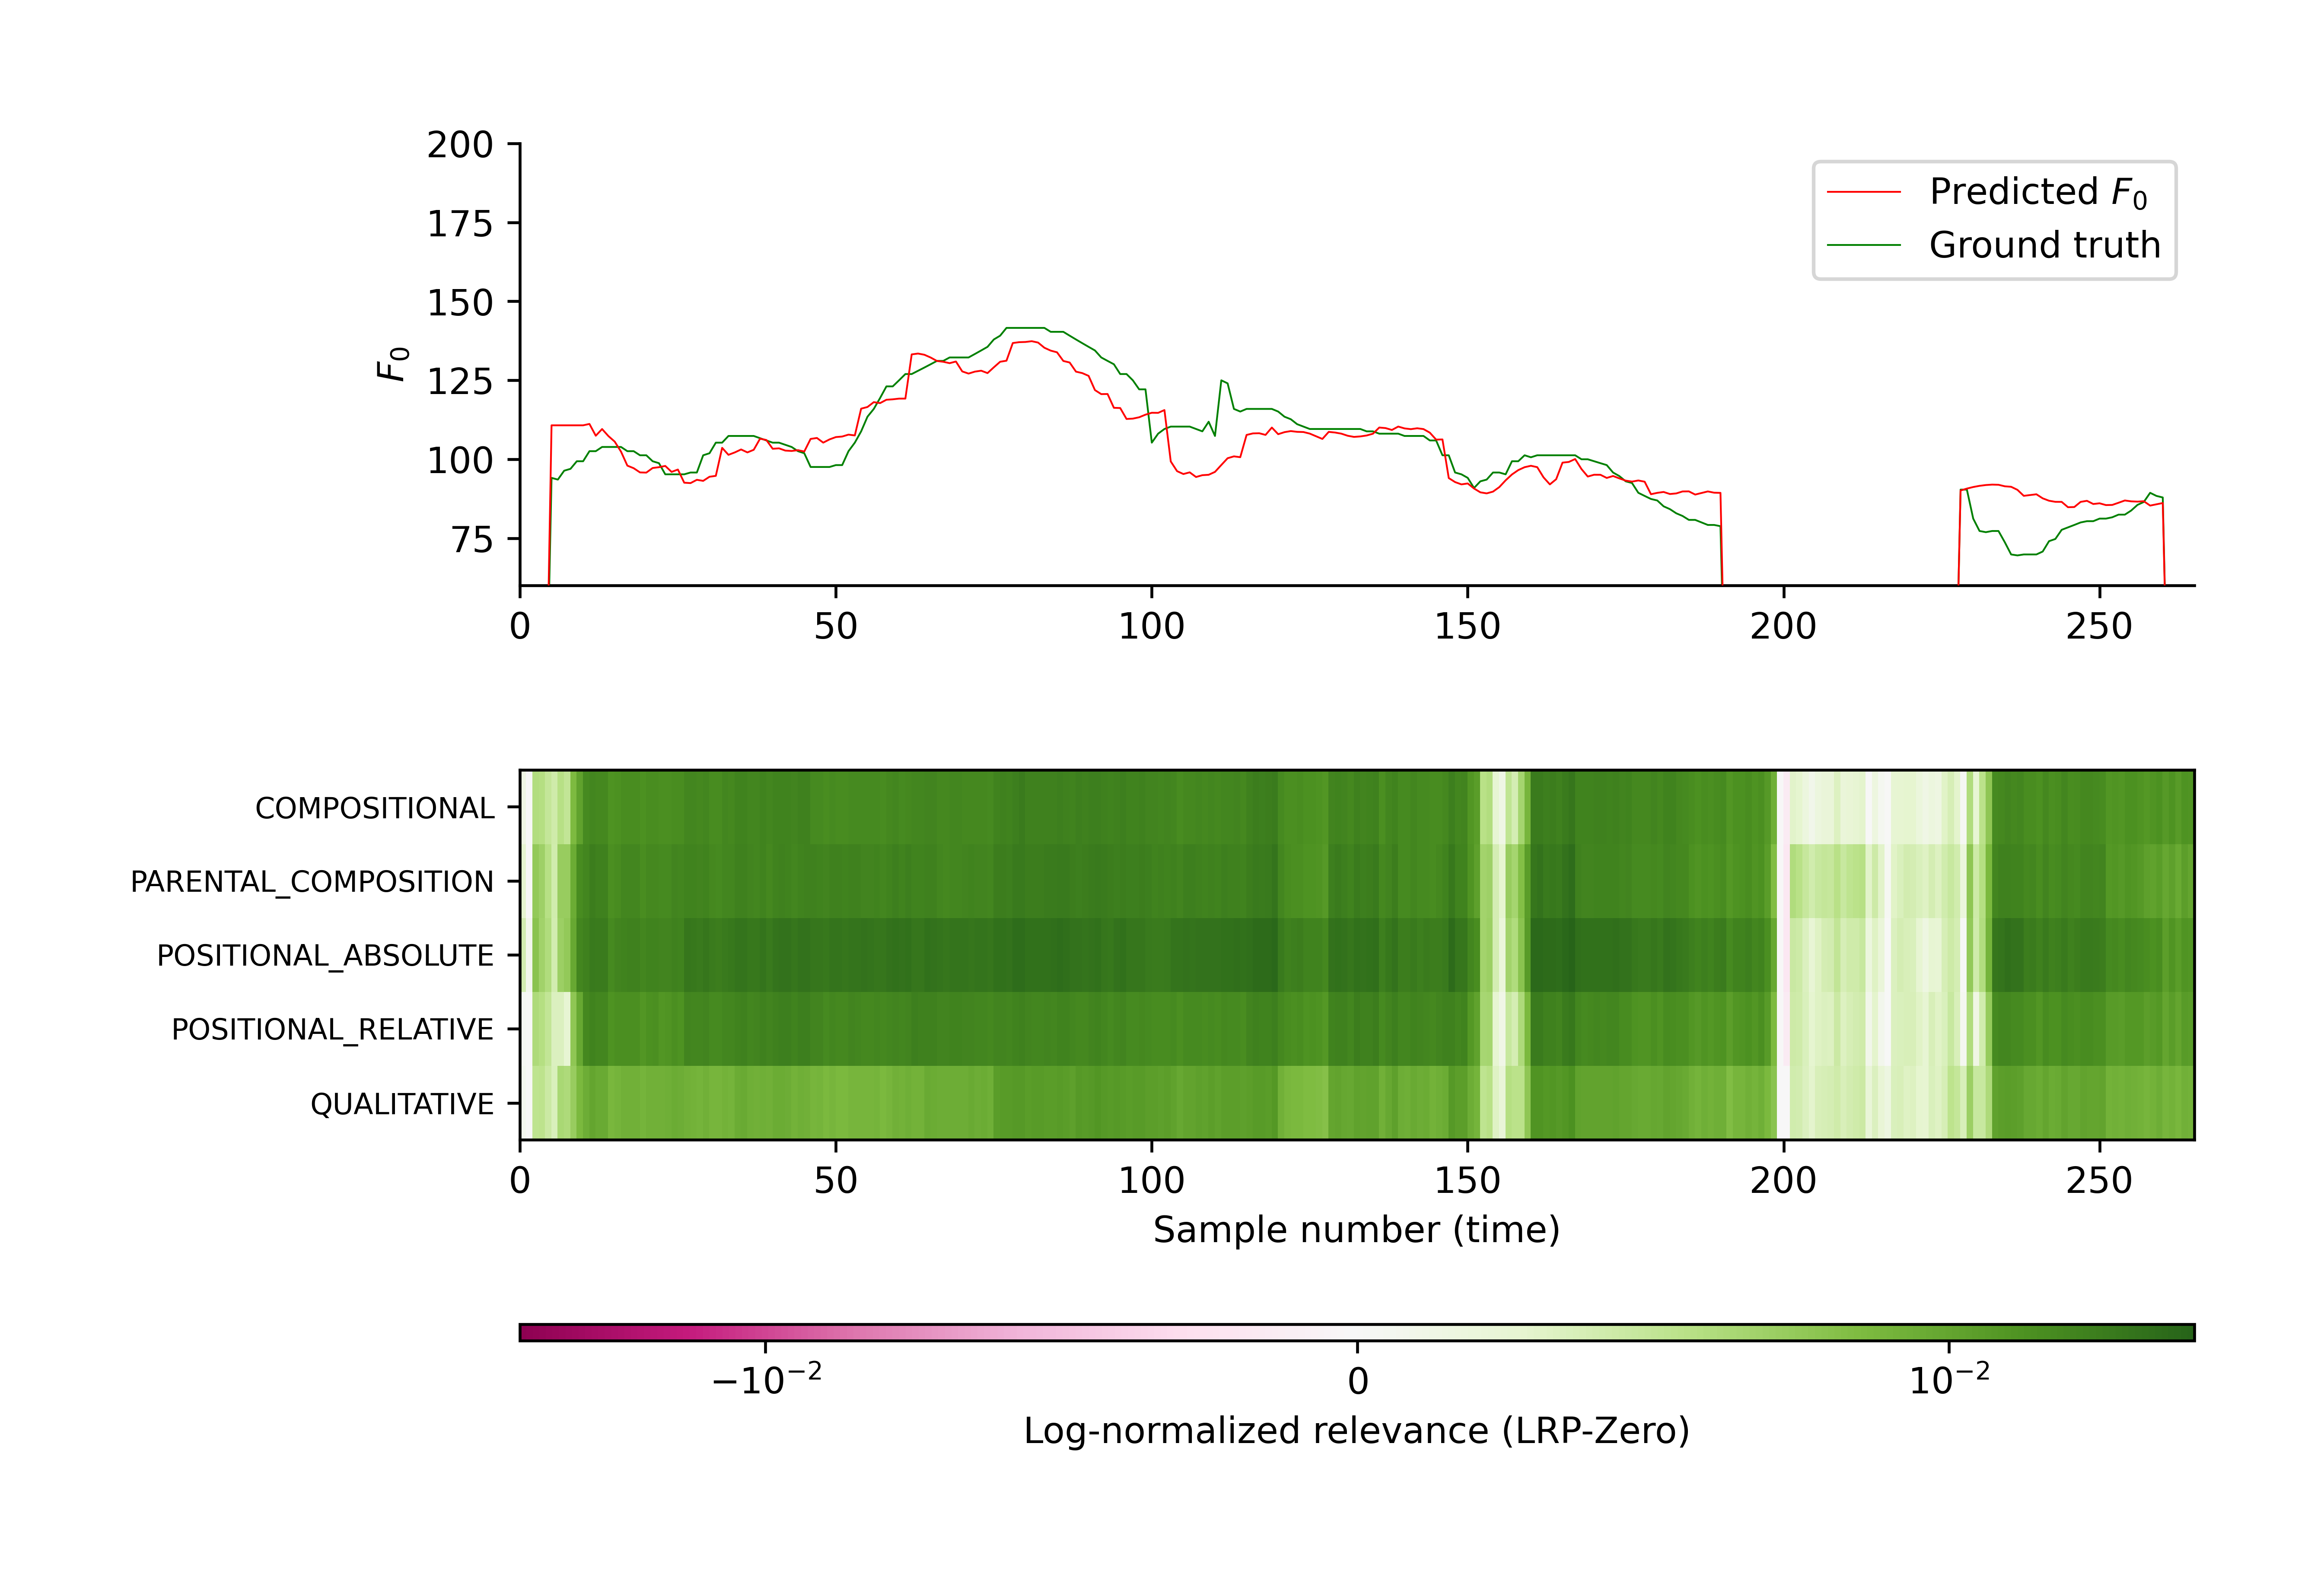 200
175
150
125
100
75
F₀
Predicted F₀
Ground truth
0 50 100 150 200 250
COMPOSITIONAL
PARENTAL_COMPOSITION
POSITIONAL_ABSOLUTE
POSITIONAL_RELATIVE
QUALITATIVE
0 50 100 150 200 250
Sample number (time)
−10⁻² 0 10⁻²
Log-normalized relevance (LRP-Zero)